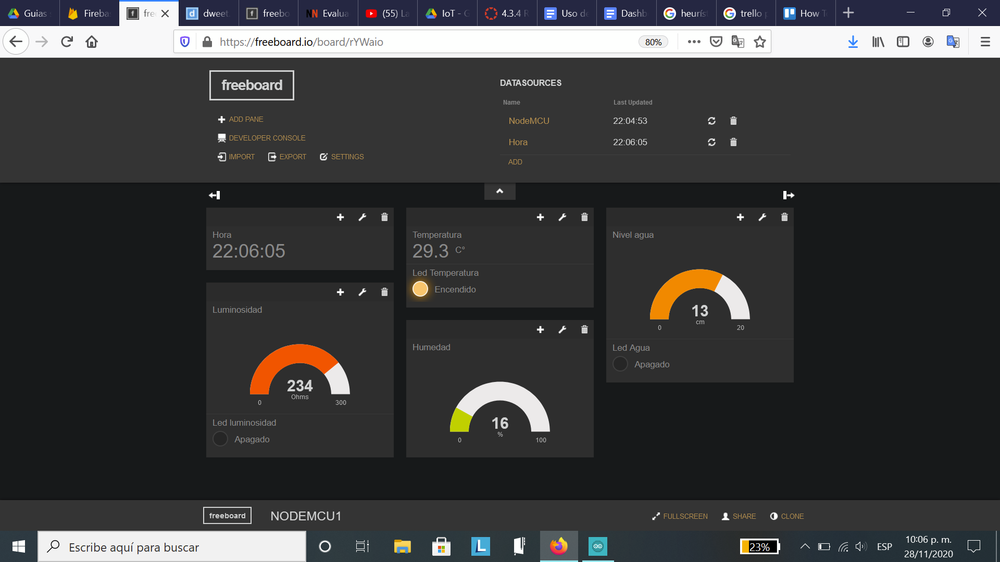 Guias
Fireba
fre
dweet.
freebo
Evalua
(55) La
IoT - G
4.3.4 R
Uso de
Dashb
heuríst
trello p
How T
https://freeboard.io/board/rYWaio
80%
freeboard
ADD PANE
DEVELOPER CONSOLE
IMPORT EXPORT SETTINGS
DATASOURCES
Name Last Updated
NodeMCU 22:04:53
Hora 22:06:05
ADD
Hora
22:06:05
Luminosidad
234
Ohms
0 300
Led luminosidad
Apagado
Temperatura
29.3 C°
Led Temperatura
Encendido
Humedad
16
%
0 100
Nivel agua
13
cm
0 20
Led Agua
Apagado
freeboard NODEMCU1 FULLSCREEN SHARE CLONE
Escribe aquí para buscar
L
23%
ESP
10:06 p. m.
28/11/2020